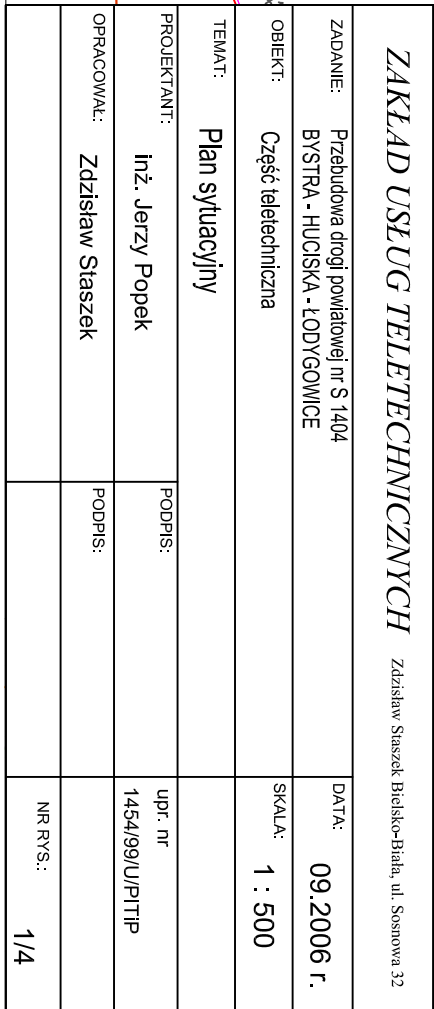 ZAKŁAD USŁUG TELETECHNICZNYCH Zdzisław Staszek Bielsko-Biała, ul. Sosnowa 32
ZADANIE: Przebudowa drogi powiatowej nr S 1404
BYSTRA - HUCISKA - ŁODYGOWICE
DATA: 09.2006 r.
OBIEKT: Część teletechniczna
SKALA: 1 : 500
TEMAT: Plan sytuacyjny
PROJEKTANT: inż. Jerzy Popek
PODPIS:
upr. nr
1454/99/U/PITiP
OPRACOWAŁ: Zdzisław Staszek
PODPIS:
NR RYS.: 1/4